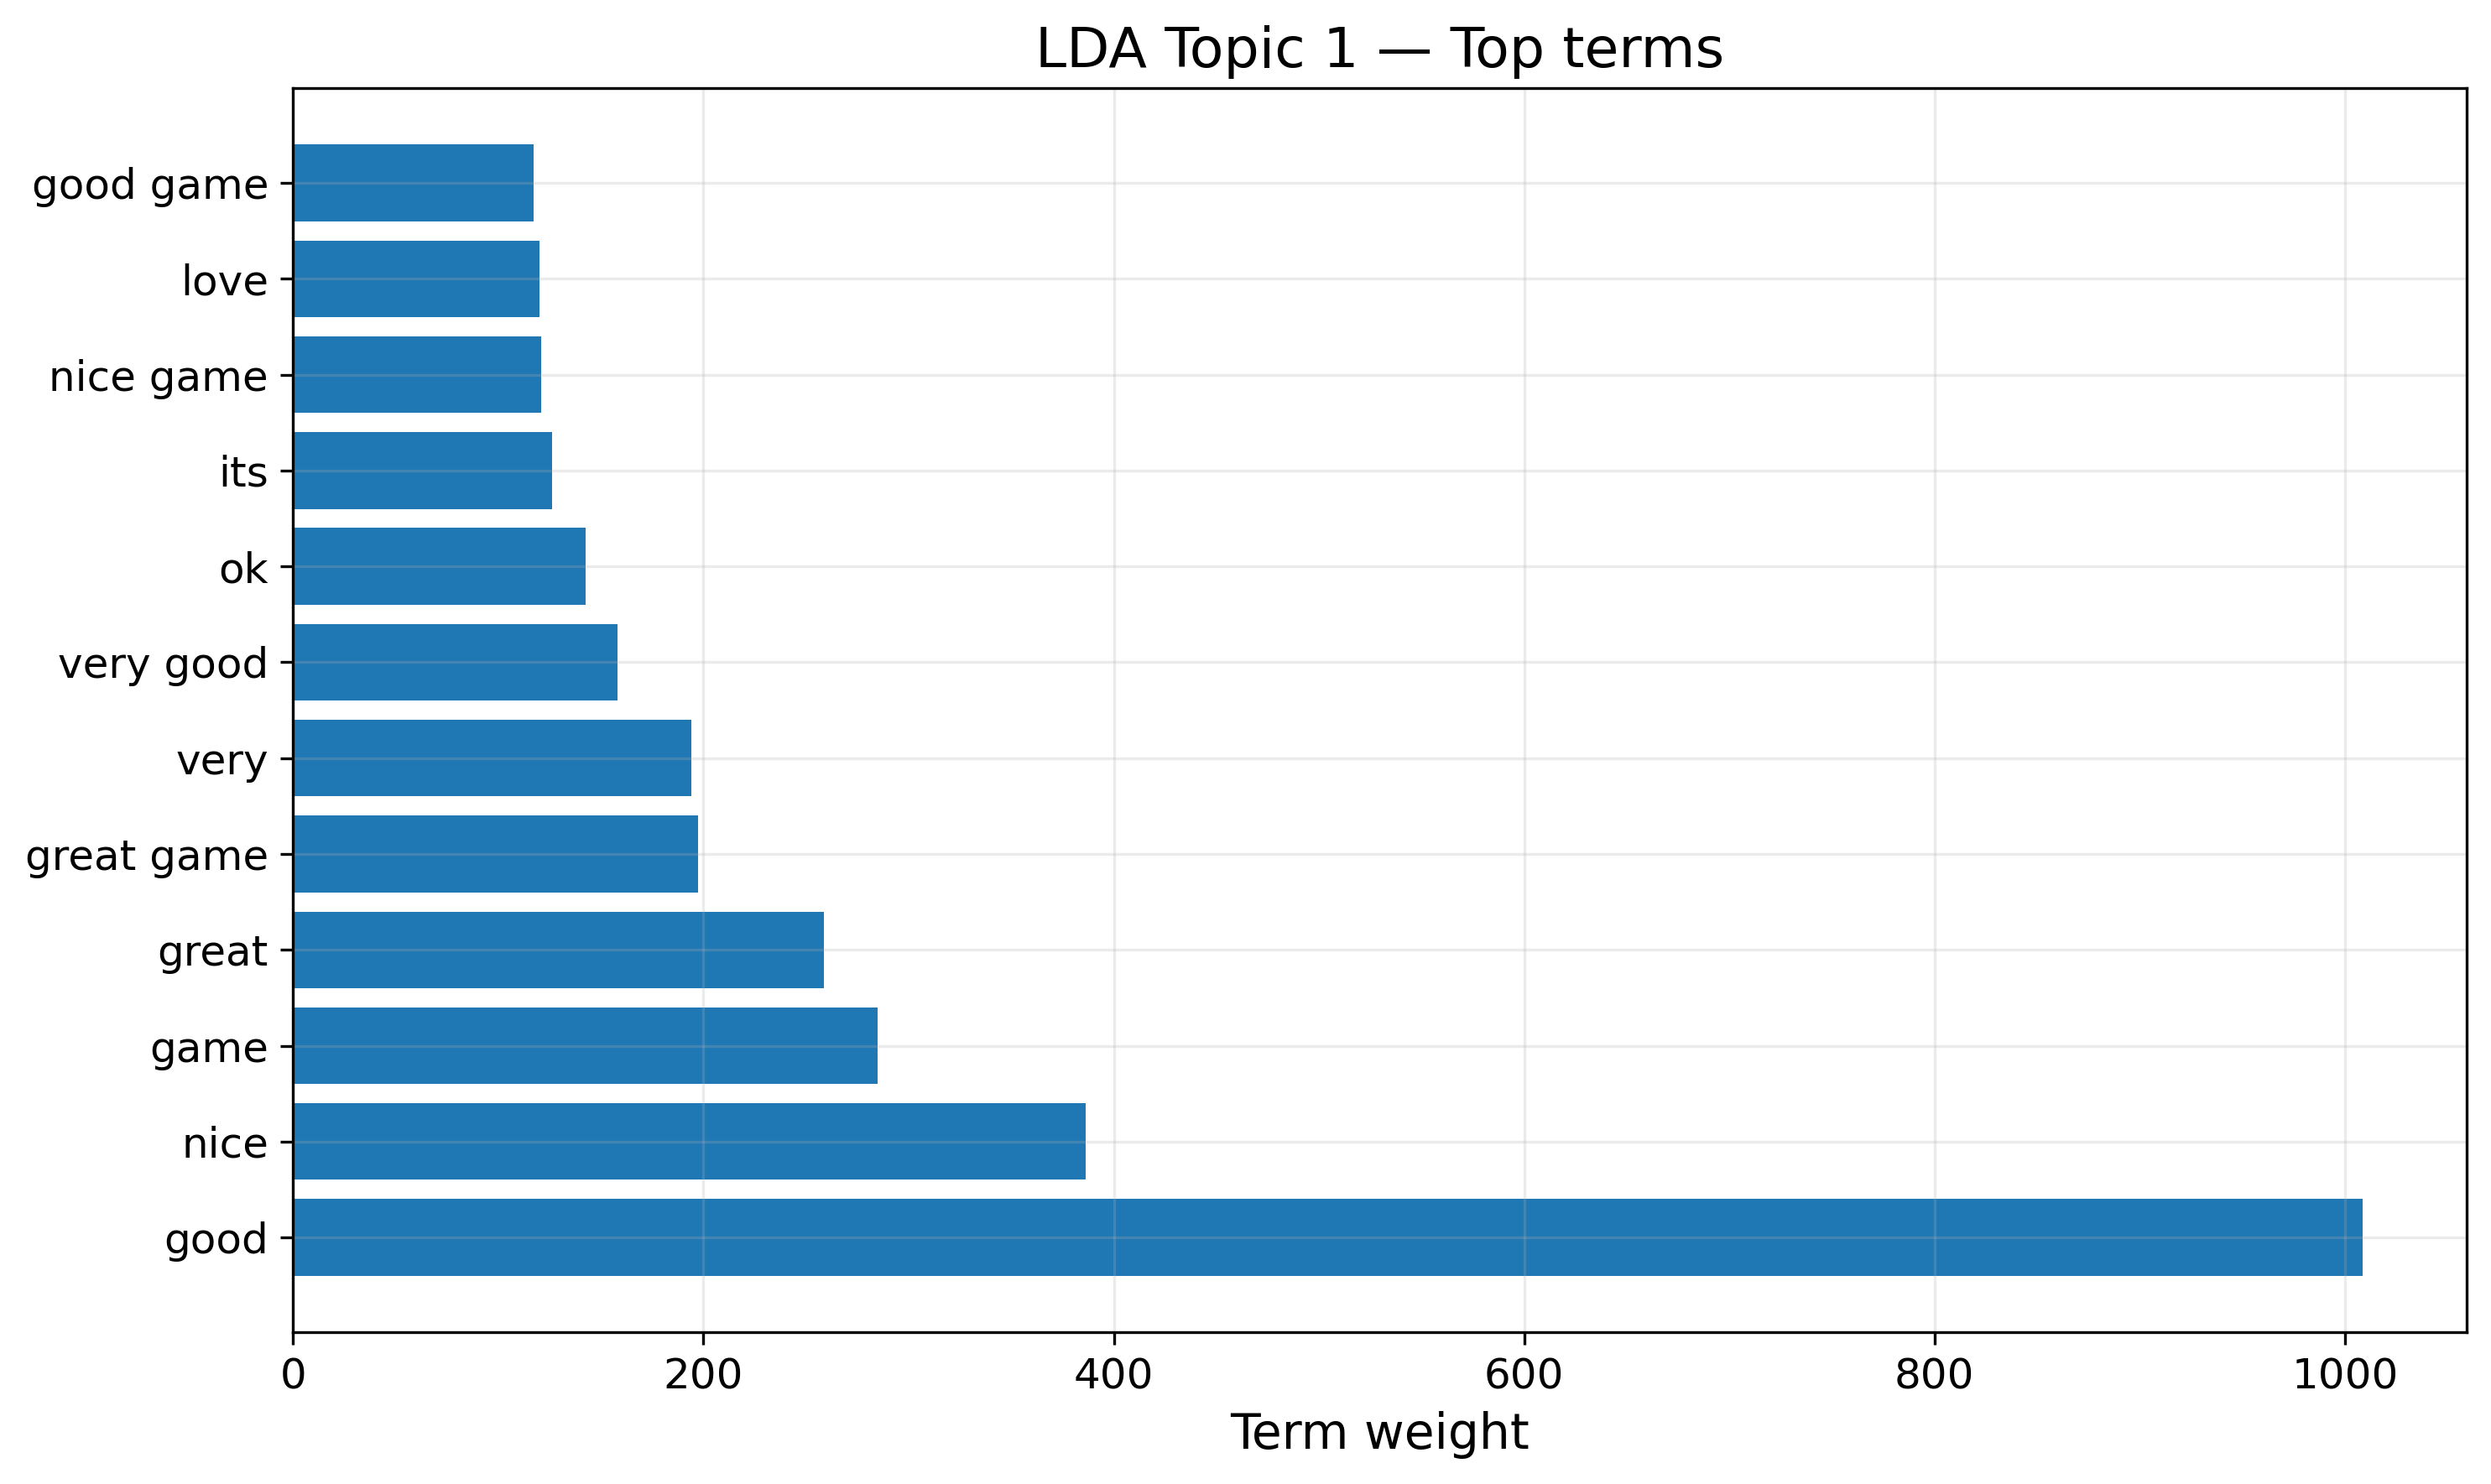 LDA Topic 1 — Top terms
good game
love
nice game
its
ok
very good
very
great game
great
game
nice
good
0 200 400 600 800 1000
Term weight